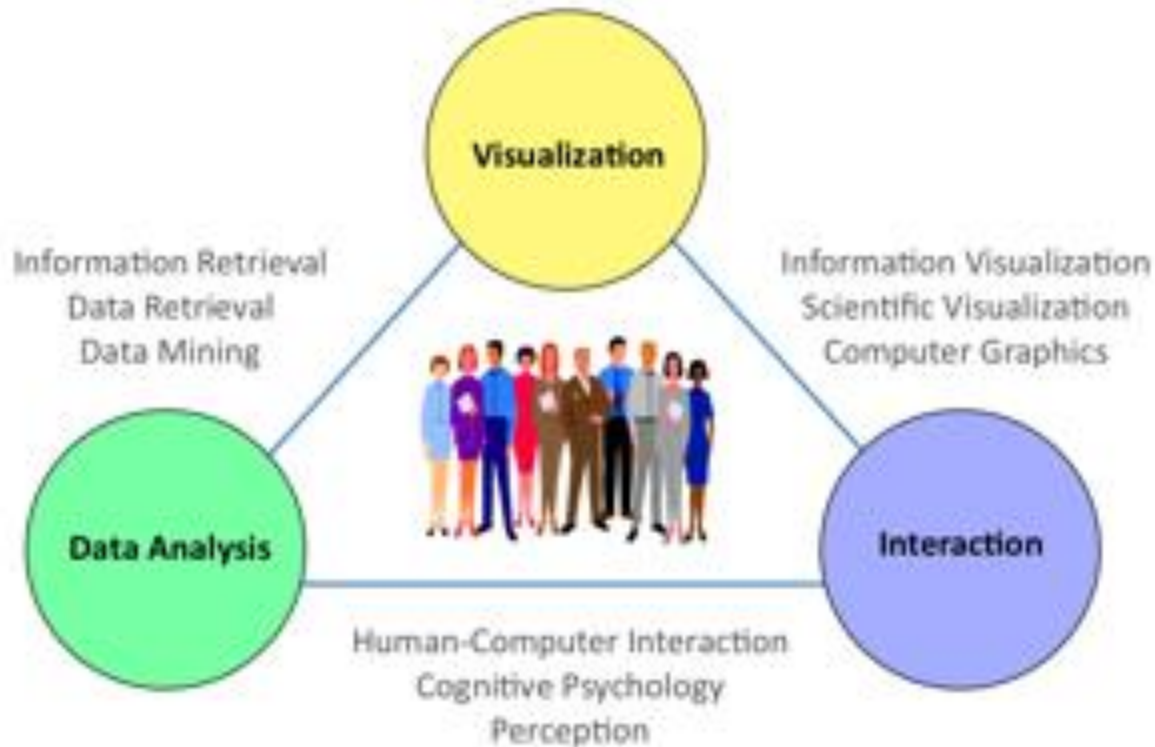 Visualization
Information Retrieval
Data Retrieval
Data Mining
Information Visualization
Scientific Visualization
Computer Graphics
Data Analysis
Interaction
Human-Computer Interaction
Cognitive Psychology
Perception